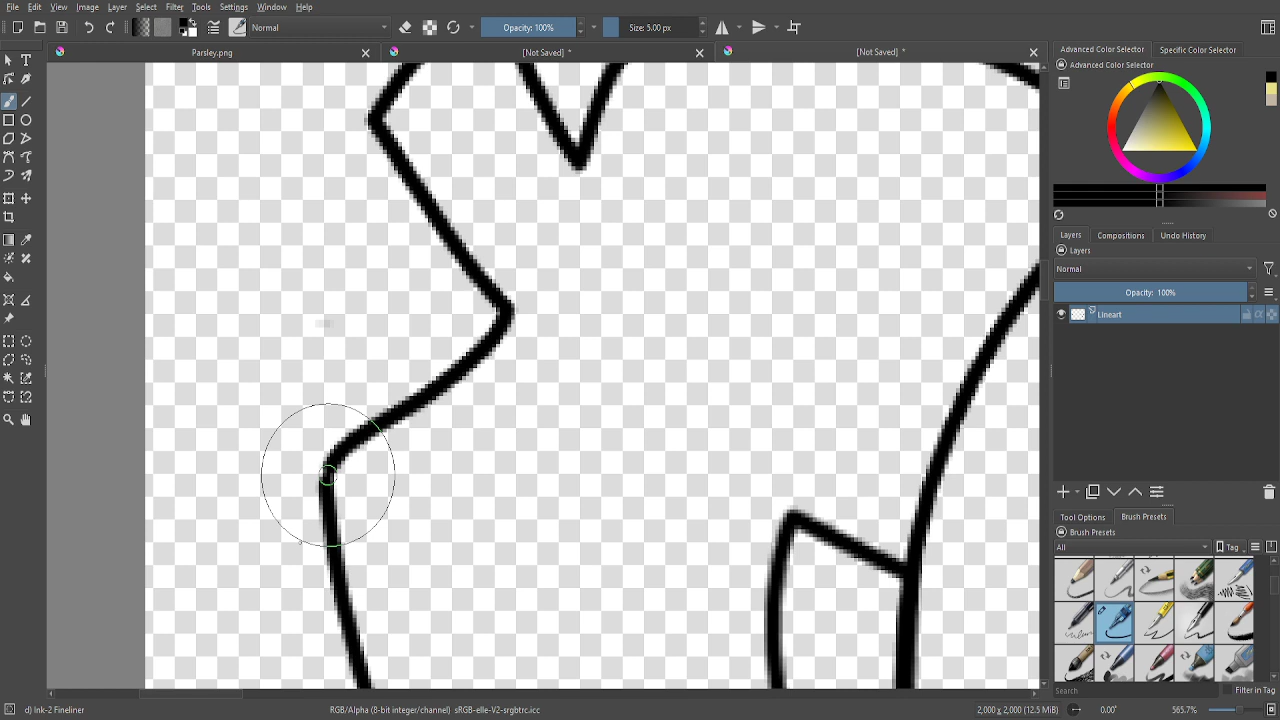 File Edit View Image Layer Select Filter Tools Settings Window Help
Normal Opacity: 100% Size: 5.00 px
Parsley.png [Not Saved] * [Not Saved] *
Advanced Color Selector Specific Color Selector
Advanced Color Selector
Layers Compositions Undo History
Layers
Normal
Opacity: 100%
Lineart
Tool Options Brush Presets
Brush Presets
All Tag
Search Filter in Tag
d) Ink-2 Fineliner RGB/Alpha (8-bit integer/channel) sRGB-elle-V2-srgbtrc.icc 2,000 x 2,000 (12.5 MiB) 0.00° 565.7%